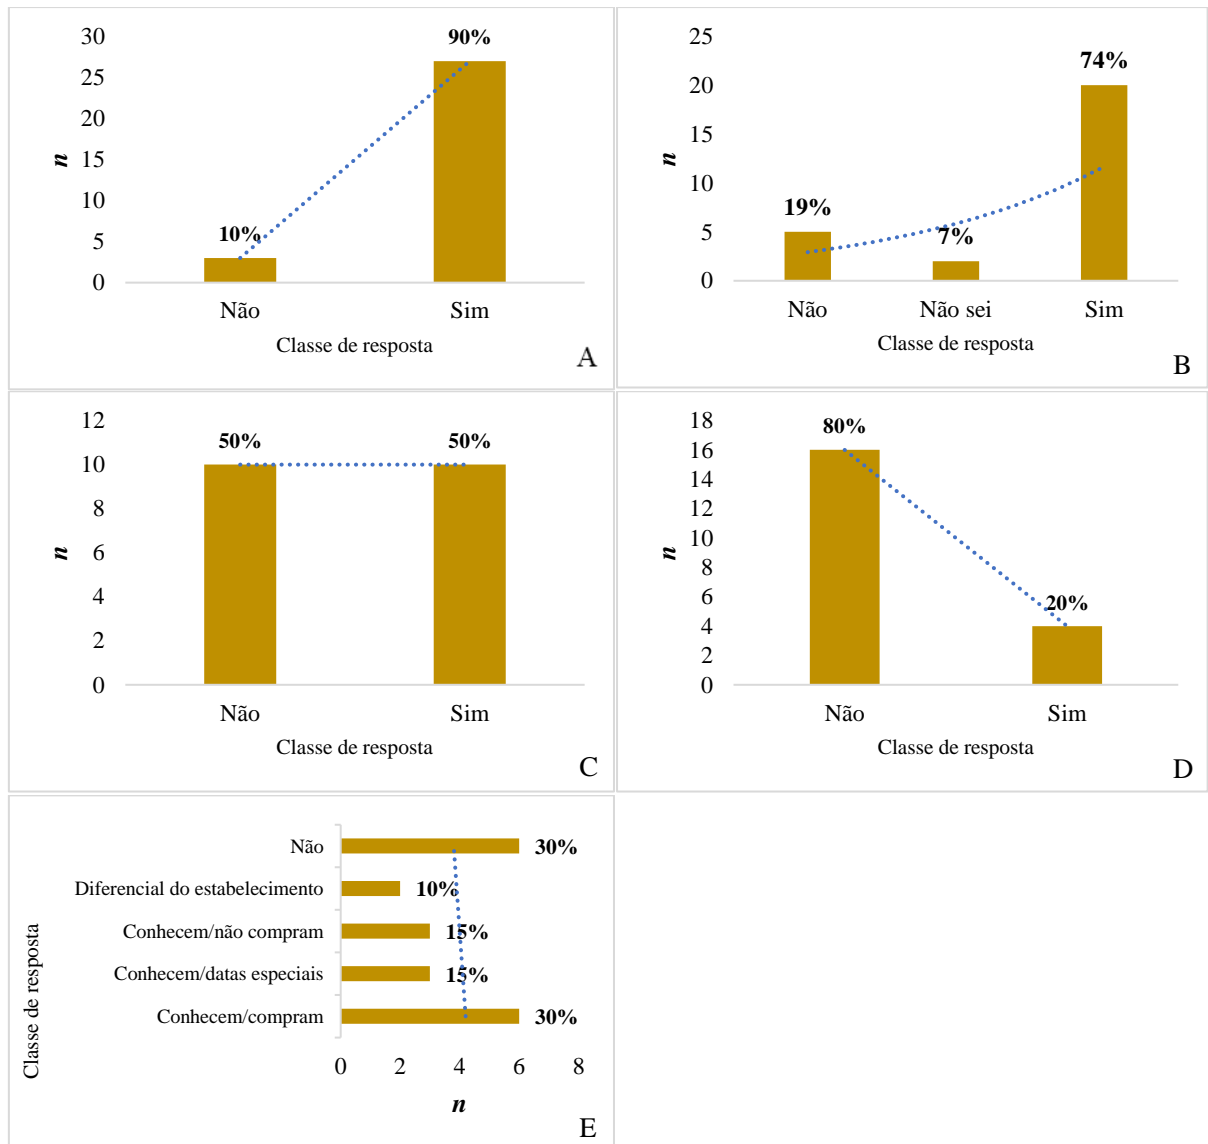 30
25
20
15
10
5
0
n
10%
90%
Não
Sim
Classe de resposta
A
25
20
15
10
5
0
n
19%
7%
74%
Não
Não sei
Sim
Classe de resposta
B
12
10
8
6
4
2
0
n
50%
50%
Não
Sim
Classe de resposta
C
18
16
14
12
10
8
6
4
2
0
n
80%
20%
Não
Sim
Classe de resposta
D
Classe de resposta
Não
30%
Diferencial do estabelecimento
10%
Conhecem/não compram
15%
Conhecem/datas especiais
15%
Conhecem/compram
30%
0 2 4 6 8
n
E